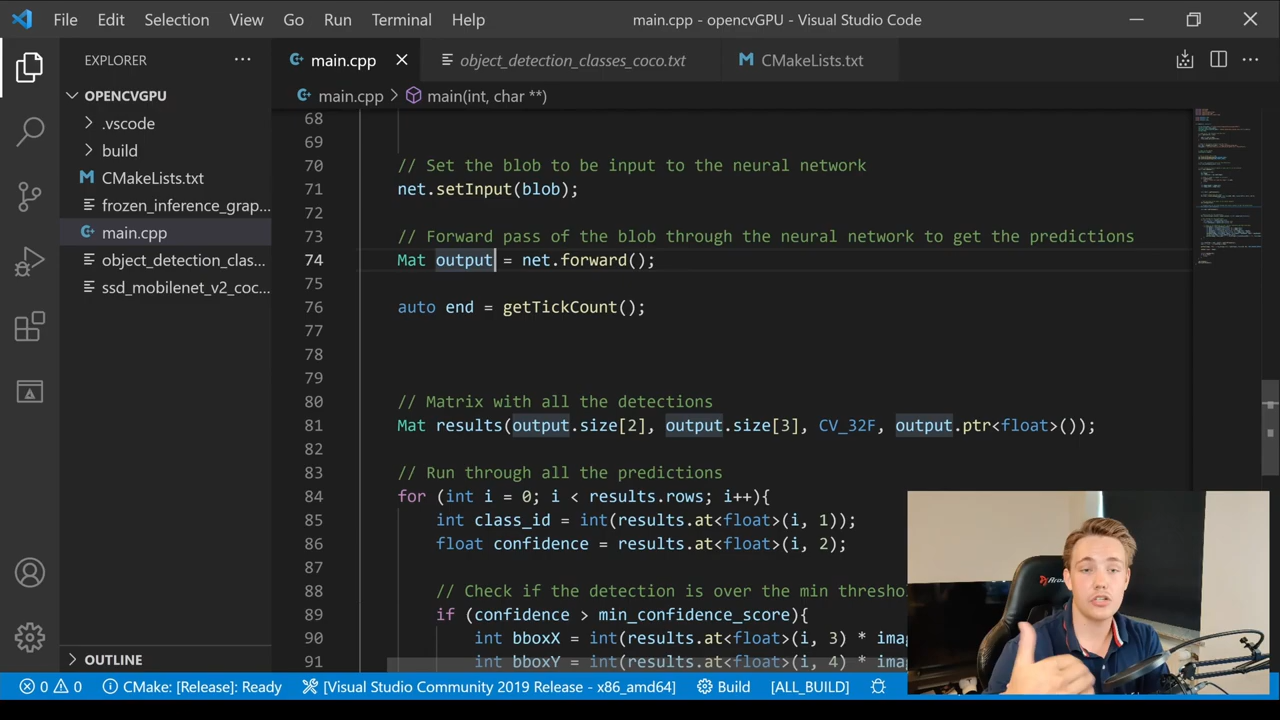 File Edit Selection View Go Run Terminal Help main.cpp - opencvGPU - Visual Studio Code
EXPLORER
OPENCVGPU
.vscode
build
CMakeLists.txt
frozen_inference_grap...
main.cpp
object_detection_clas...
ssd_mobilenet_v2_coc...
OUTLINE
main.cpp object_detection_classes_coco.txt CMakeLists.txt
main.cpp > main(int, char **)
68
69
70 // Set the blob to be input to the neural network
71 net.setInput(blob);
72
73 // Forward pass of the blob through the neural network to get the predictions
74 Mat output = net.forward();
75
76 auto end = getTickCount();
77
78
79
80 // Matrix with all the detections
81 Mat results(output.size[2], output.size[3], CV_32F, output.ptr<float>());
82
83 // Run through all the predictions
84 for (int i = 0; i < results.rows; i++){
85 int class_id = int(results.at<float>(i, 1));
86 float confidence = results.at<float>(i, 2);
87
88 // Check if the detection is over the min thresho
89 if (confidence > min_confidence_score){
90 int bboxX = int(results.at<float>(i, 3) * imag
91 int bboxY = int(results.at<float>(i, 4) * imag
0 0 CMake: [Release]: Ready [Visual Studio Community 2019 Release - x86_amd64] Build [ALL_BUILD]